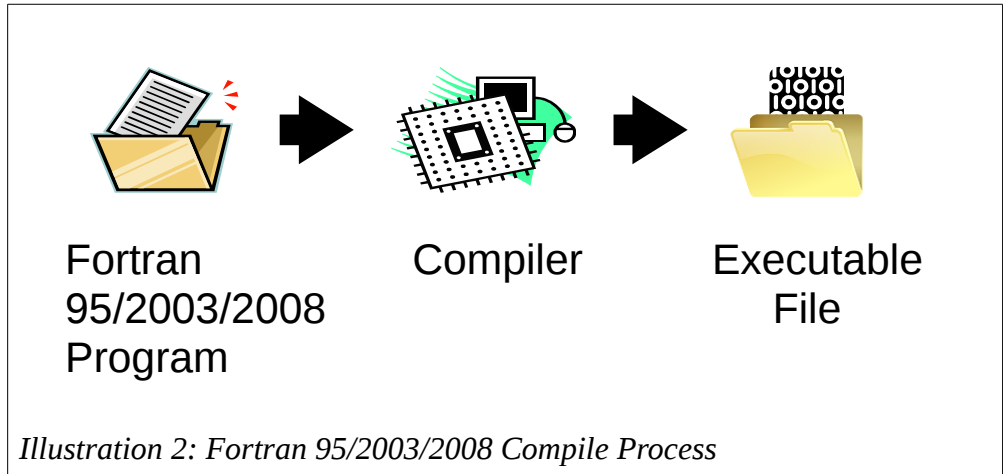 Fortran
95/2003/2008
Program
Compiler
Executable
File
Illustration 2: Fortran 95/2003/2008 Compile Process